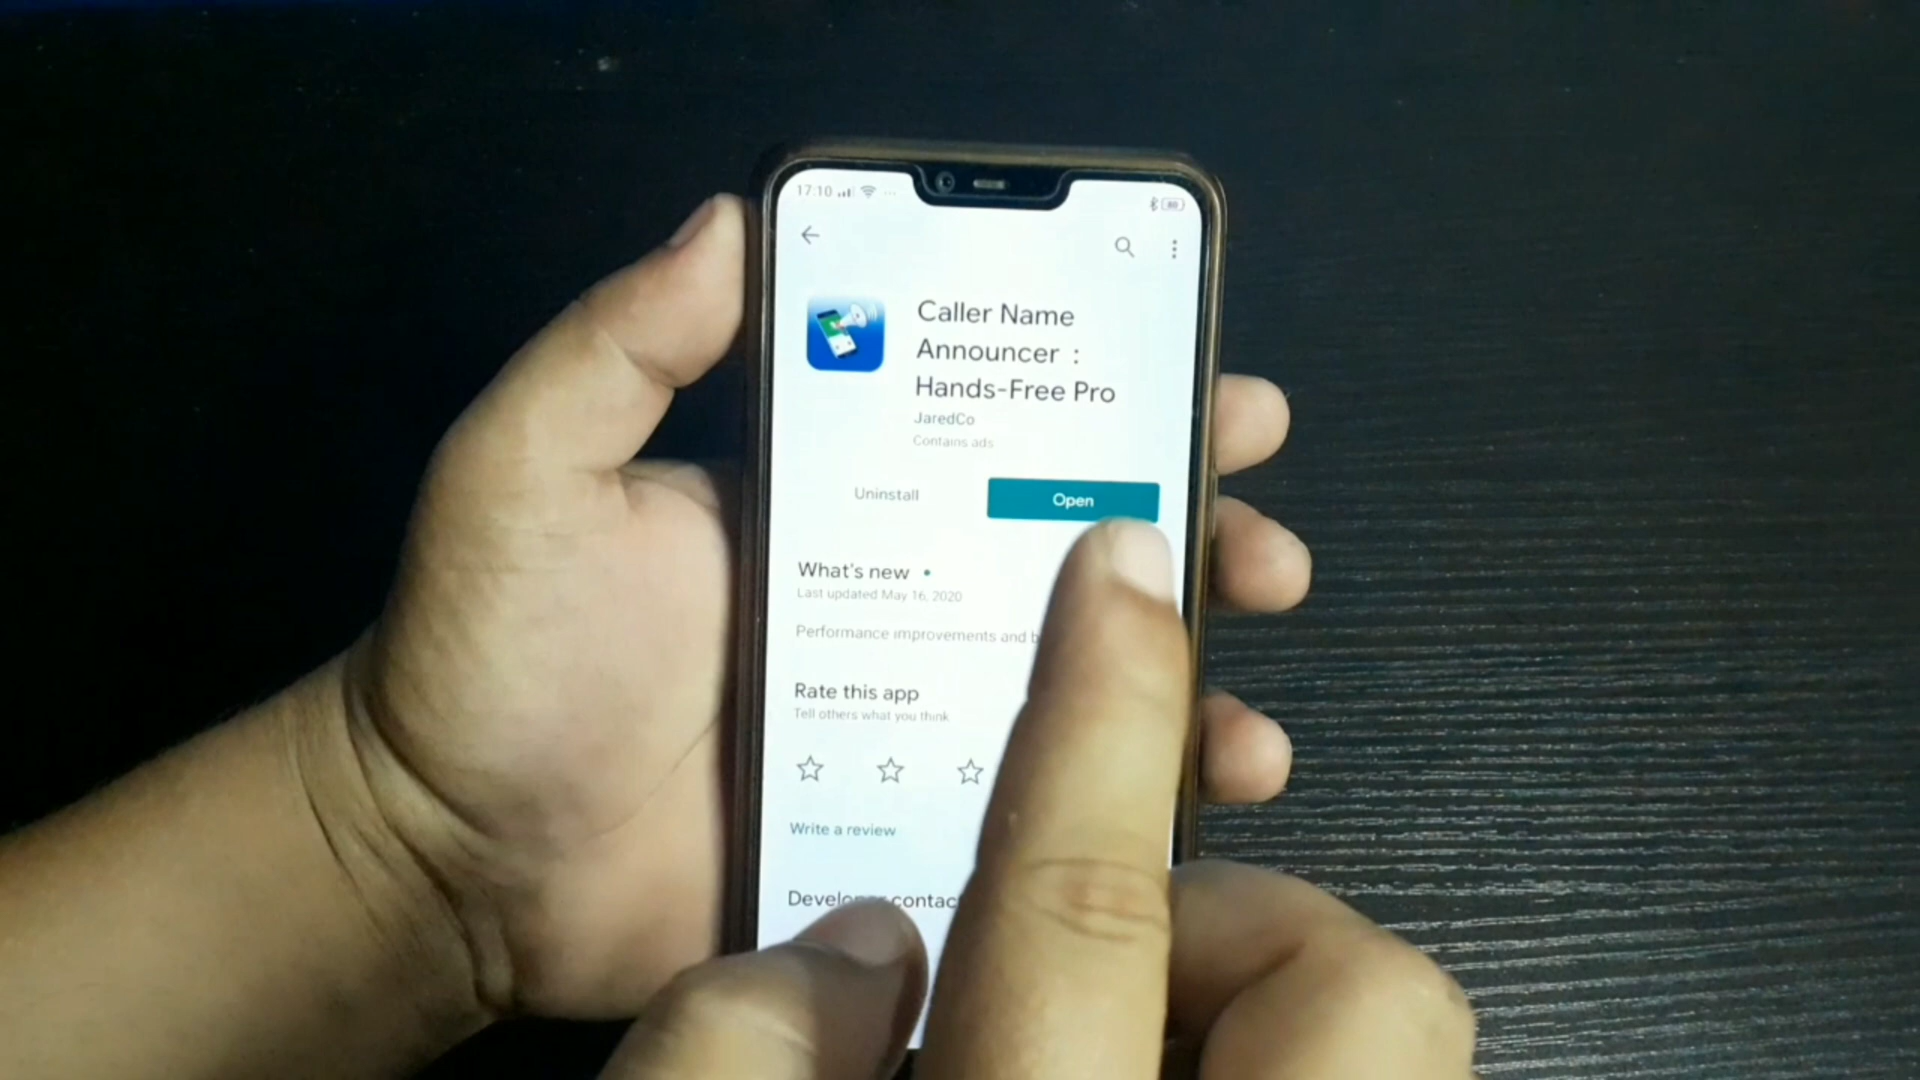 17:10
80
Caller Name
Announcer :
Hands-Free Pro
JaredCo
Contains ads
Uninstall
Open
What's new •
Last updated May 16, 2020
Performance improvements and
Rate this app
Tell others what you think
Write a review